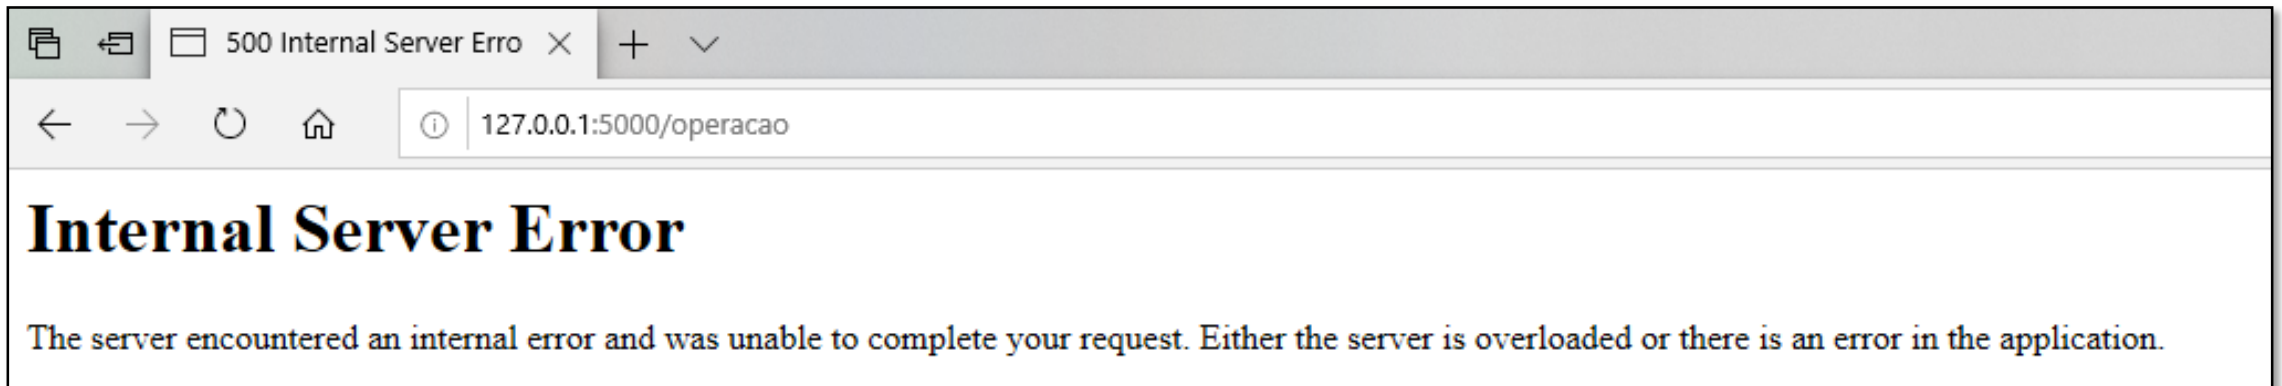 500 Internal Server Erro
127.0.0.1:5000/operacao
Internal Server Error
The server encountered an internal error and was unable to complete your request. Either the server is overloaded or there is an error in the application.